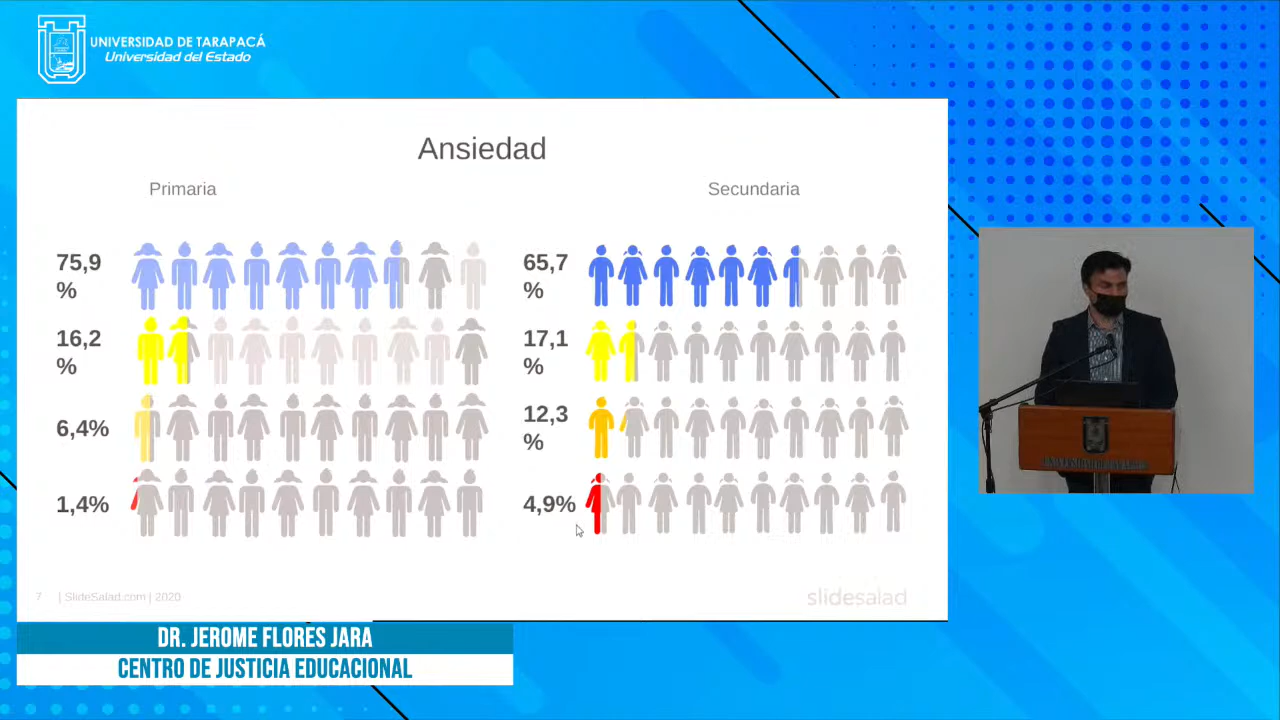 UNIVERSIDAD DE TARAPACÁ
Universidad del Estado
Ansiedad
Primaria
Secundaria
75,9
%
16,2
%
6,4%
1,4%
65,7
%
17,1
%
12,3
%
4,9%
7 | SlideSalad.com | 2020
slidesalad
DR. JEROME FLORES JARA
CENTRO DE JUSTICIA EDUCACIONAL